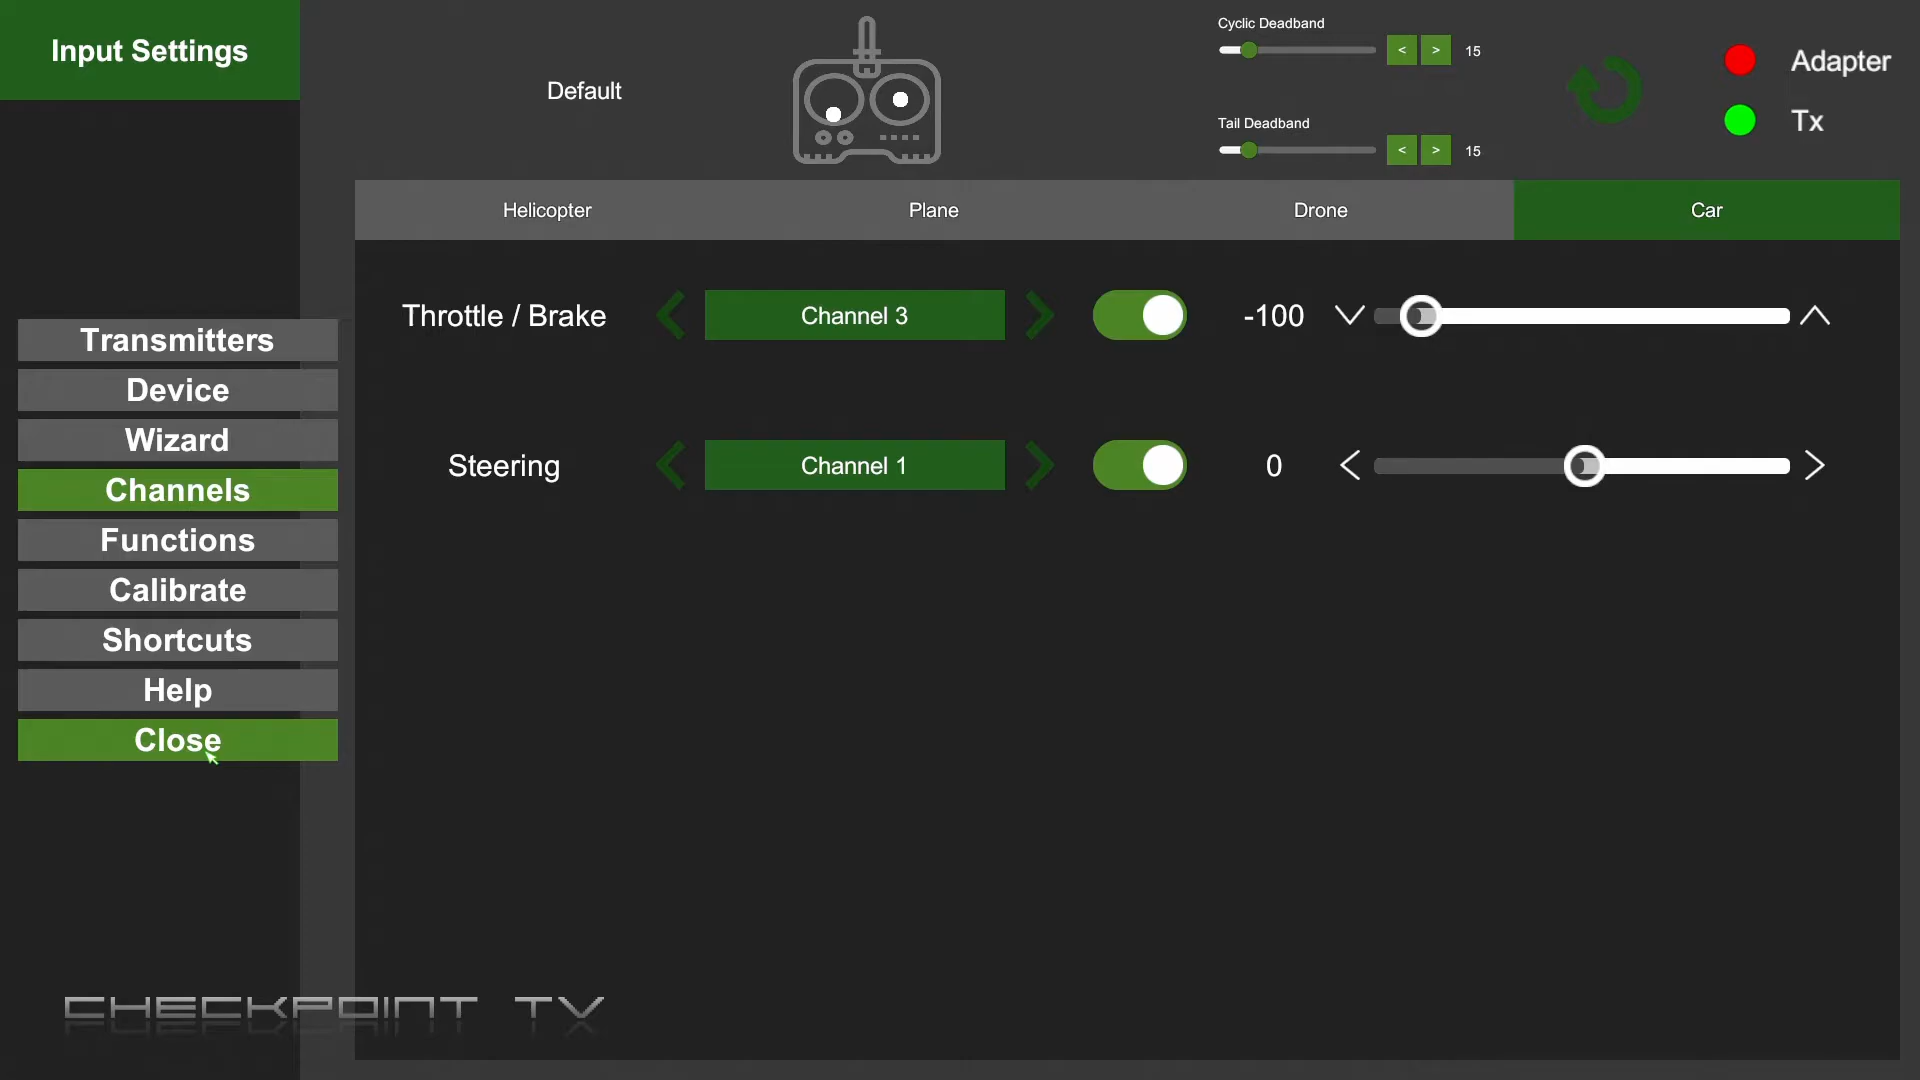 Input Settings
Default
Cyclic Deadband
< > 15
Tail Deadband
< > 15
Adapter
Tx
Helicopter
Plane
Drone
Car
Throttle / Brake
Channel 3
-100
Steering
Channel 1
0
Transmitters
Device
Wizard
Channels
Functions
Calibrate
Shortcuts
Help
Close
CHECKPOINT TV